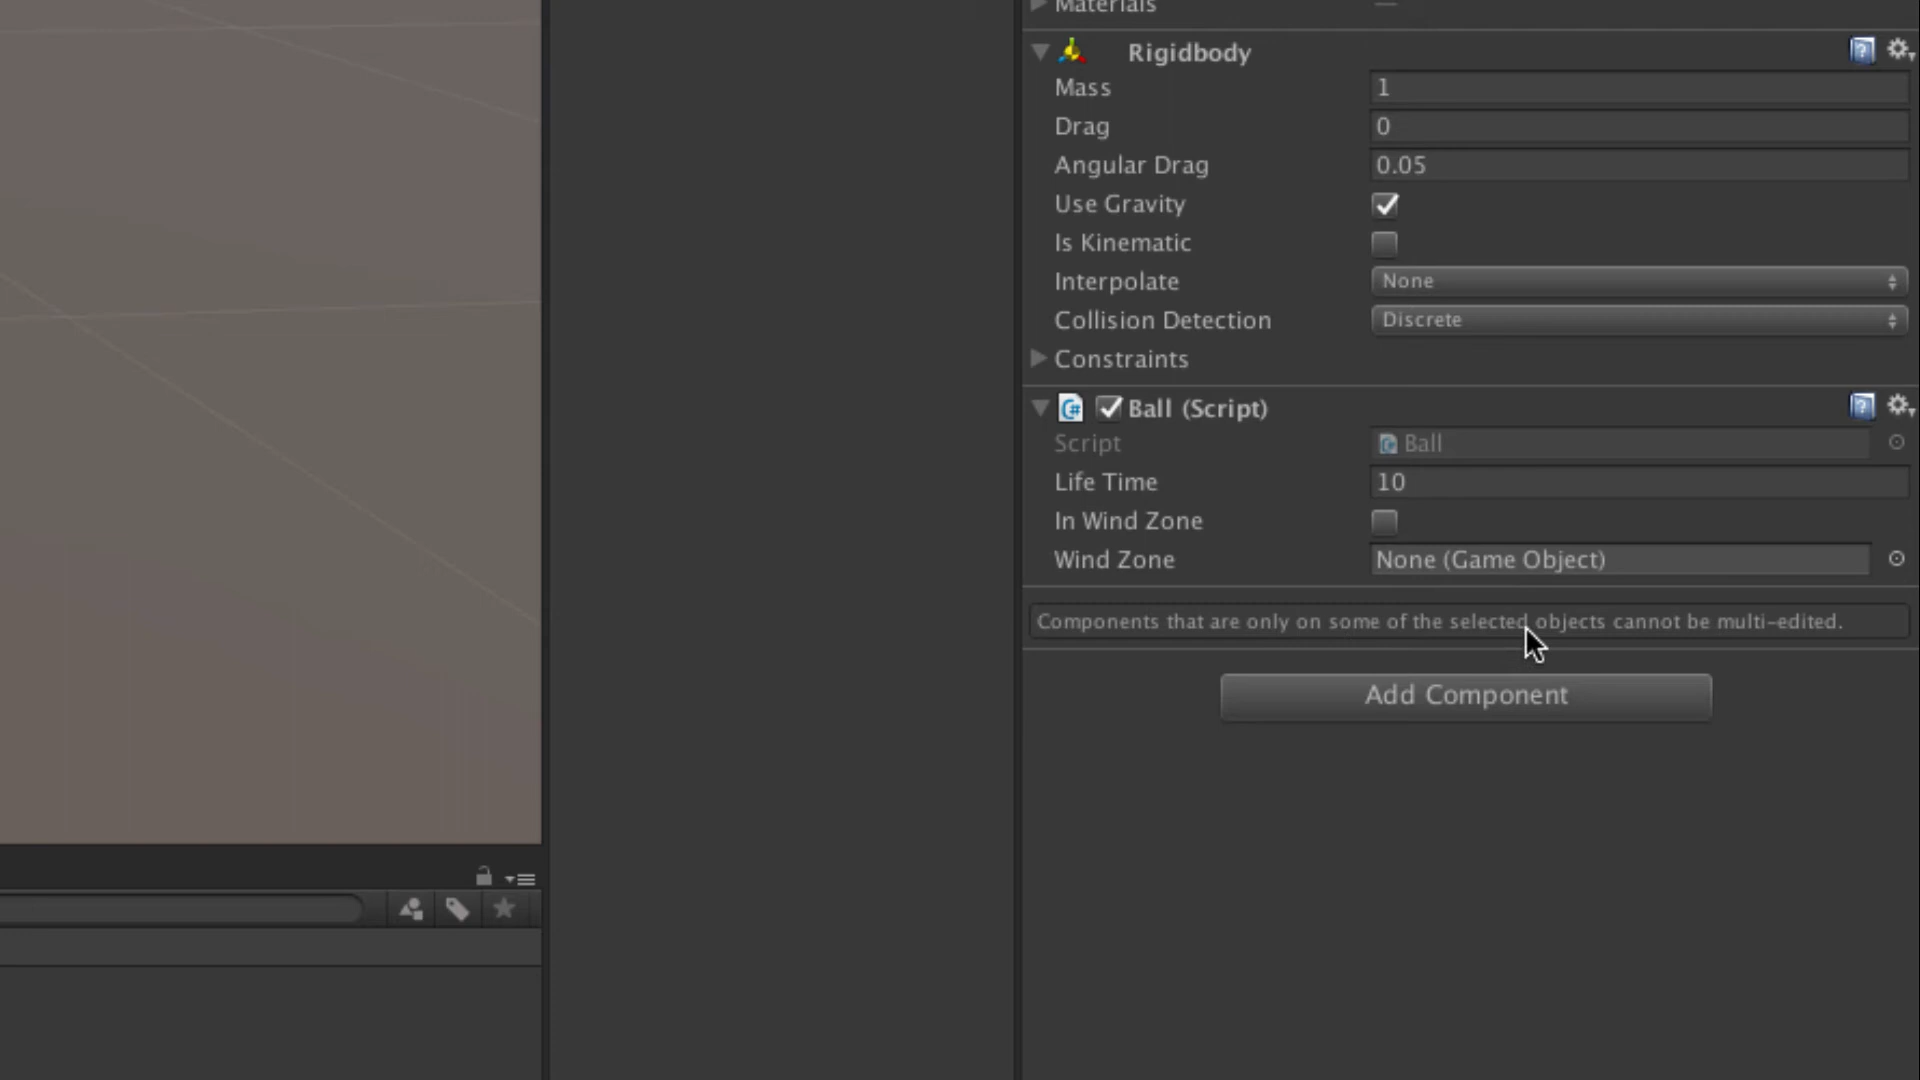 Materials
Rigidbody
Mass 1
Drag 0
Angular Drag 0.05
Use Gravity
Is Kinematic
Interpolate None
Collision Detection Discrete
Constraints
Ball (Script)
Script Ball
Life Time 10
In Wind Zone
Wind Zone None (Game Object)
Components that are only on some of the selected objects cannot be multi-edited.
Add Component